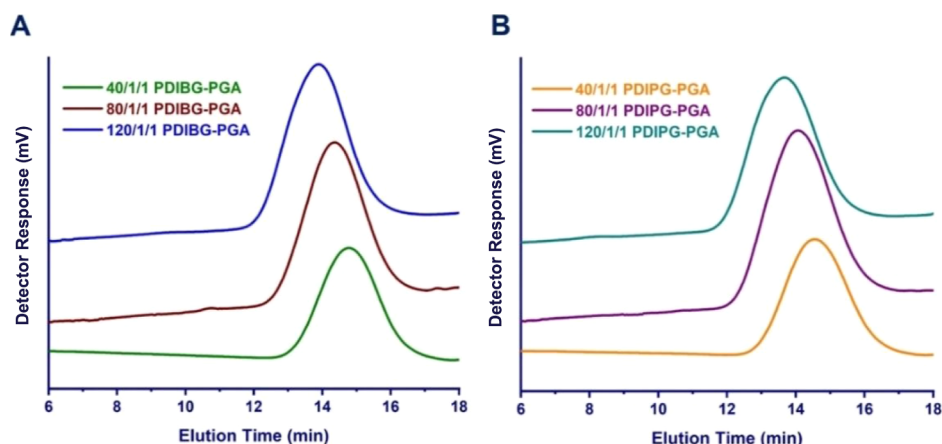 A
40/1/1 PDIBG-PGA
80/1/1 PDIBG-PGA
120/1/1 PDIBG-PGA
Detector Response (mV)
6 8 10 12 14 16 18
Elution Time (min)
B
40/1/1 PDIPG-PGA
80/1/1 PDIPG-PGA
120/1/1 PDIPG-PGA
Detector Response (mV)
6 8 10 12 14 16 18
Elution Time (min)